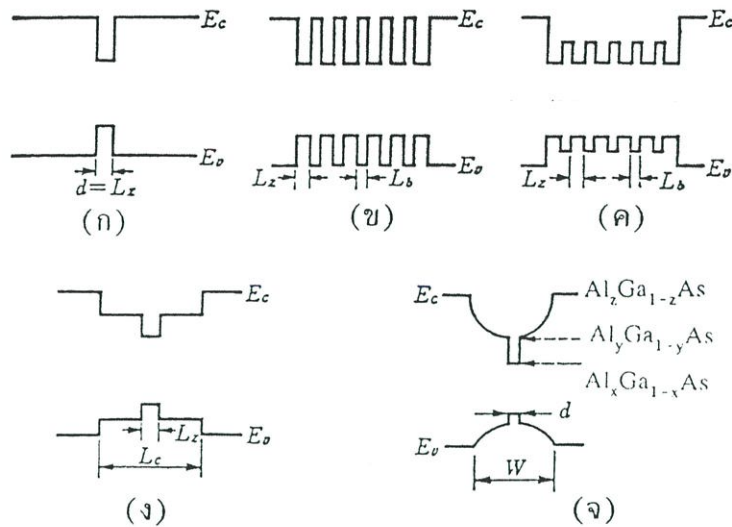 Ec
Ec
Ec
Ev
Ev
Ev
d=Lz
Lz
Lb
Lz
Lb
(ก)
(ข)
(ค)
Ec
Ec
AlzGa1-zAs
AlyGa1-yAs
AlxGa1-xAs
d
Ev
Lz
Lc
Ev
W
(ง)
(จ)